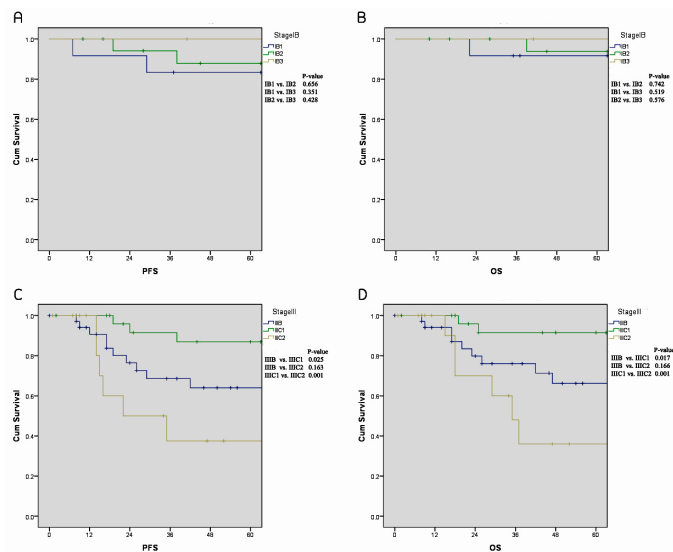 A
StageIB
IB1
IB2
IB3
P-value
IB1 vs. IB2 0.656
IB1 vs. IB3 0.351
IB2 vs. IB3 0.428
Cum Survival
1.0
0.8
0.6
0.4
0.2
0.0
0 12 24 36 48 60
PFS
B
StageIB
IB1
IB2
IB3
P-value
IB1 vs. IB2 0.742
IB1 vs. IB3 0.519
IB2 vs. IB3 0.576
Cum Survival
1.0
0.8
0.6
0.4
0.2
0.0
0 12 24 36 48 60
OS
C
StageIII
IIIB
IIIC1
IIIC2
P-value
IIIB vs. IIIC1 0.025
IIIB vs. IIIC2 0.163
IIIC1 vs. IIIC2 0.001
Cum Survival
1.0
0.8
0.6
0.4
0.2
0.0
0 12 24 36 48 60
PFS
D
StageIII
IIIB
IIIC1
IIIC2
P-value
IIIB vs. IIIC1 0.017
IIIB vs. IIIC2 0.166
IIIC1 vs. IIIC2 0.001
Cum Survival
1.0
0.8
0.6
0.4
0.2
0.0
0 12 24 36 48 60
OS